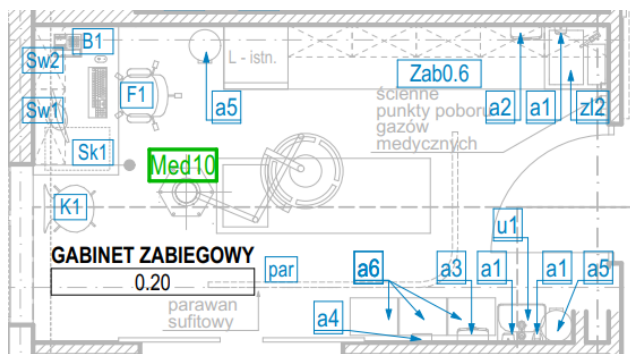 B1
Sw2
L - istn.
F1
Zab0.6
a5
a2
a1
zl2
ścienne
punkty poboru
gazów
medycznych
Sw1
Sk1
Med10
K1
u1
GABINET ZABIEGOWY
0.20
par
a6
a3
a1
a1
a5
parawan
sufitowy
a4